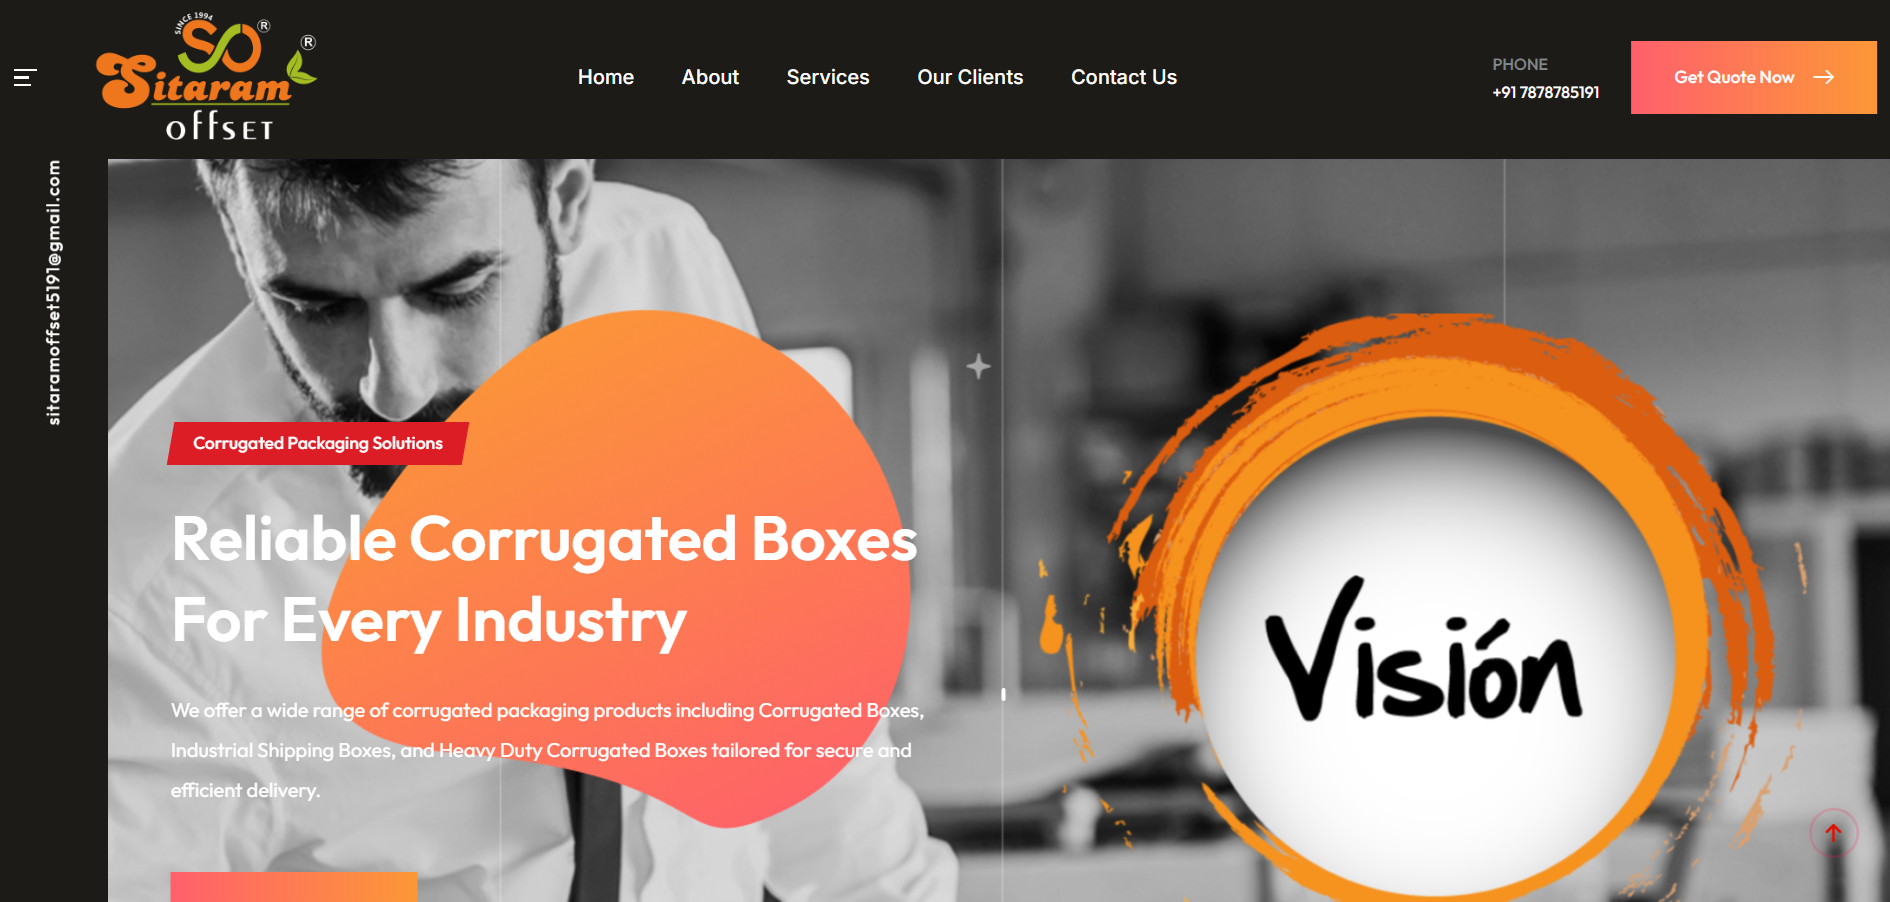 SINCE 1994
SO®
®
Sitaram
offset
Home
About
Services
Our Clients
Contact Us
PHONE
+91 7878785191
Get Quote Now
sitaramoffset5191@gmail.com
Corrugated Packaging Solutions
Reliable Corrugated Boxes
For Every Industry
We offer a wide range of corrugated packaging products including Corrugated Boxes,
Industrial Shipping Boxes, and Heavy Duty Corrugated Boxes tailored for secure and
efficient delivery.
Visión